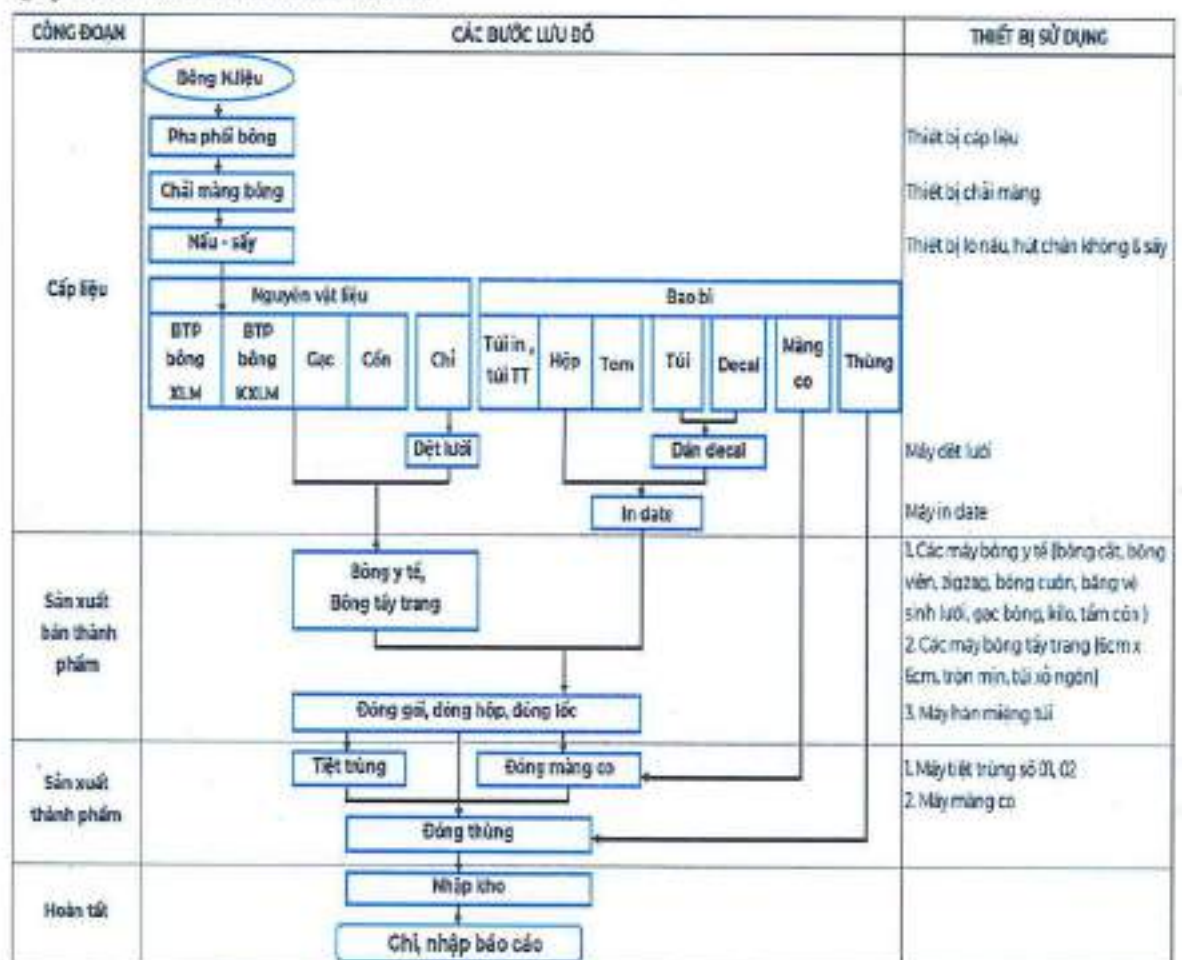 CÔNG ĐOẠN
CÁC BƯỚC LƯU ĐỒ
THIẾT BỊ SỬ DỤNG
Bông N.liệu
Pha phối bông
Thiết bị cấp liệu
Chải màng bông
Thiết bị chải màng
Nấu - sấy
Thiết bị lò nấu, hút chân không & sấy
Cấp liệu
Nguyên vật liệu
Bao bì
BTP
bông
XLM
BTP
bông
KXLM
Gạc
Cồn
Chỉ
Túi in ,
túi TT
Hộp
Tem
Túi
Decal
Màng
co
Thùng
Dệt lưới
Dán decal
Máy dệt lưới
In date
Máy in date
Sản xuất
bán thành
phẩm
Bông y tế,
Bông tẩy trang
1. Các máy bông y tế (bông cắt, bông
viên, zigzag, bông cuộn, băng vệ
sinh lưới, gạc bông, kilo, tẩm cồn )
2. Các máy bông tẩy trang (6cm x
6cm, tròn mịn, túi xỏ ngón)
3. Máy hàn miệng túi
Đóng gói, đóng hộp, đóng lốc
Sản xuất
thành phẩm
Tiệt trùng
Đóng màng co
1. Máy tiệt trùng số 01, 02
2. Máy màng co
Đóng thùng
Hoàn tất
Nhập kho
Ghi, nhập báo cáo